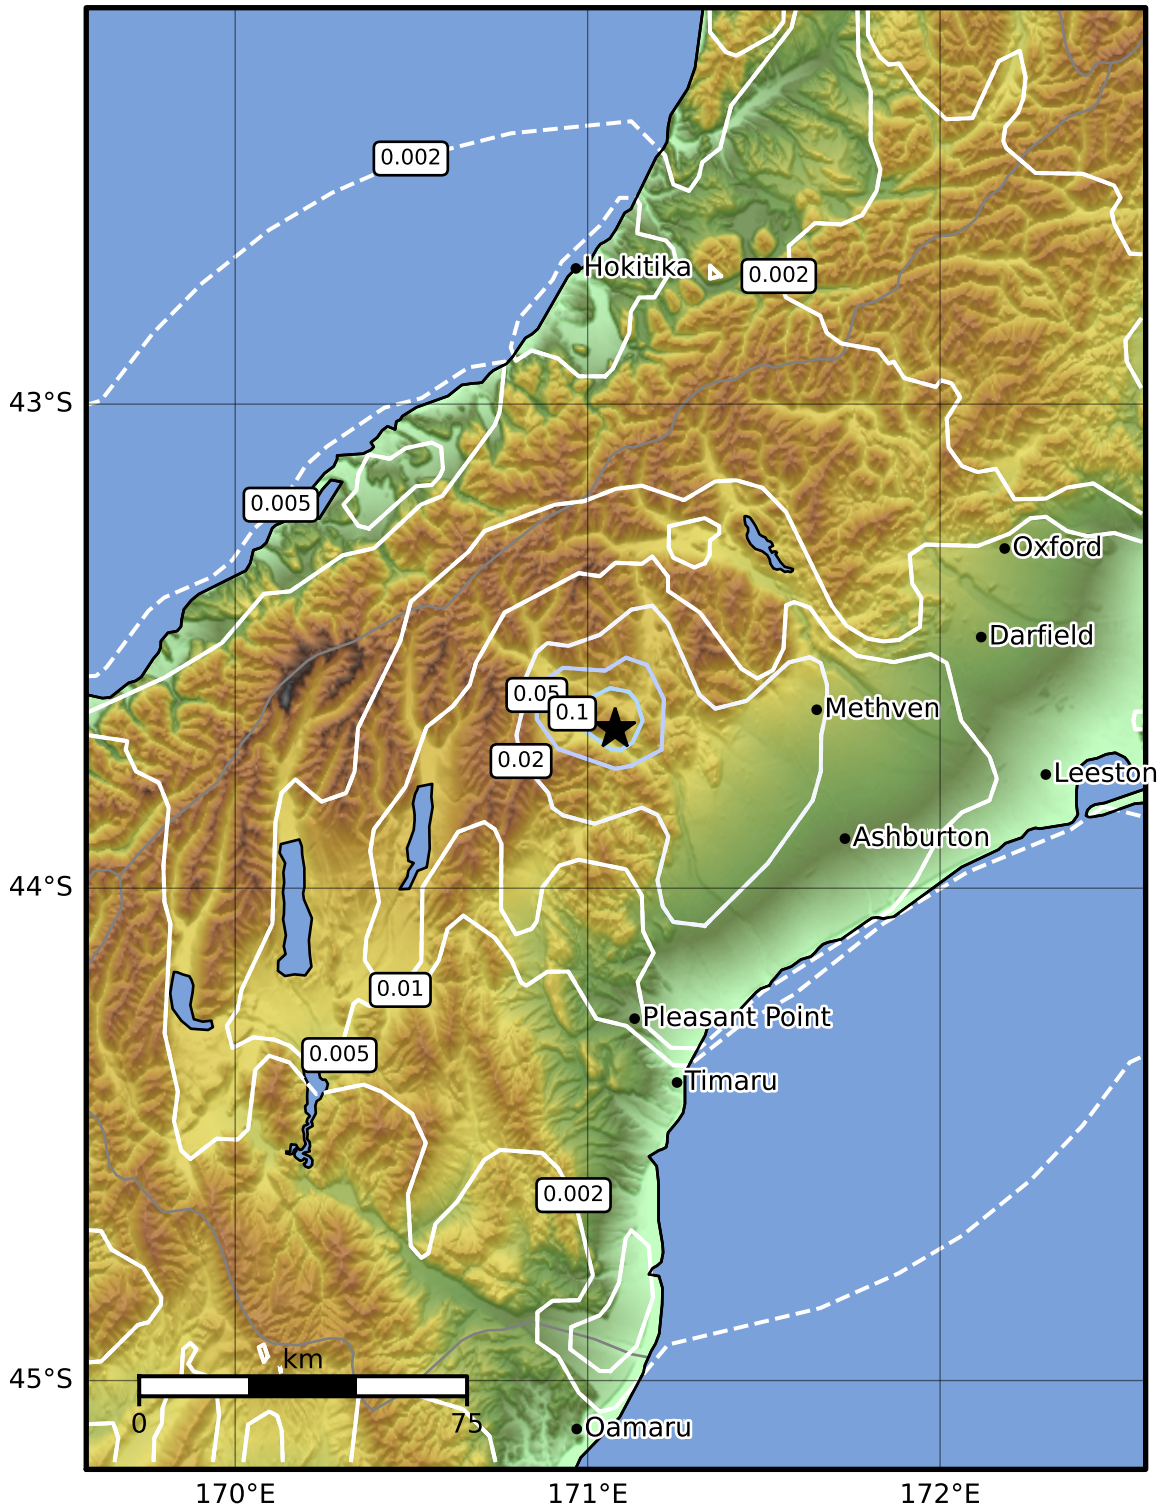 0.002
Hokitika
0.002
43°S
0.005
Oxford
Darfield
0.05
0.1
Methven
0.02
Leeston
Ashburton
44°S
0.01
Pleasant Point
0.005
Timaru
0.002
km
45°S
0
75
Oamaru
170°E
171°E
172°E